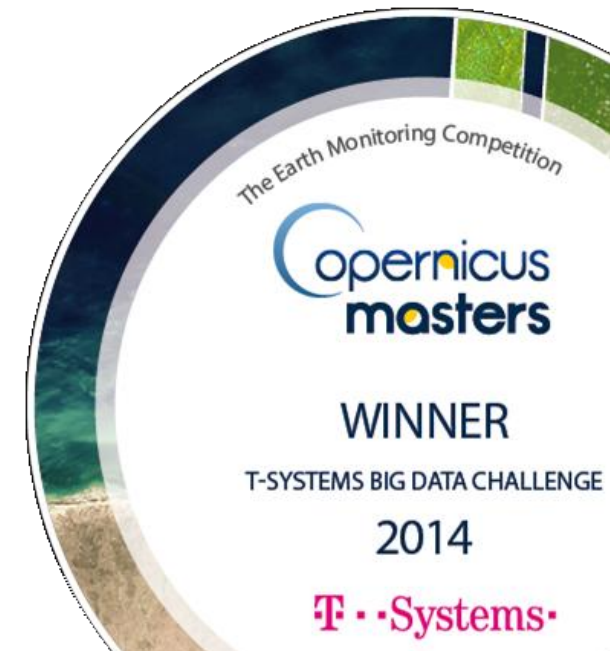 The Earth Monitoring Competition
Copernicus
masters
WINNER
T-SYSTEMS BIG DATA CHALLENGE
2014
T··Systems·